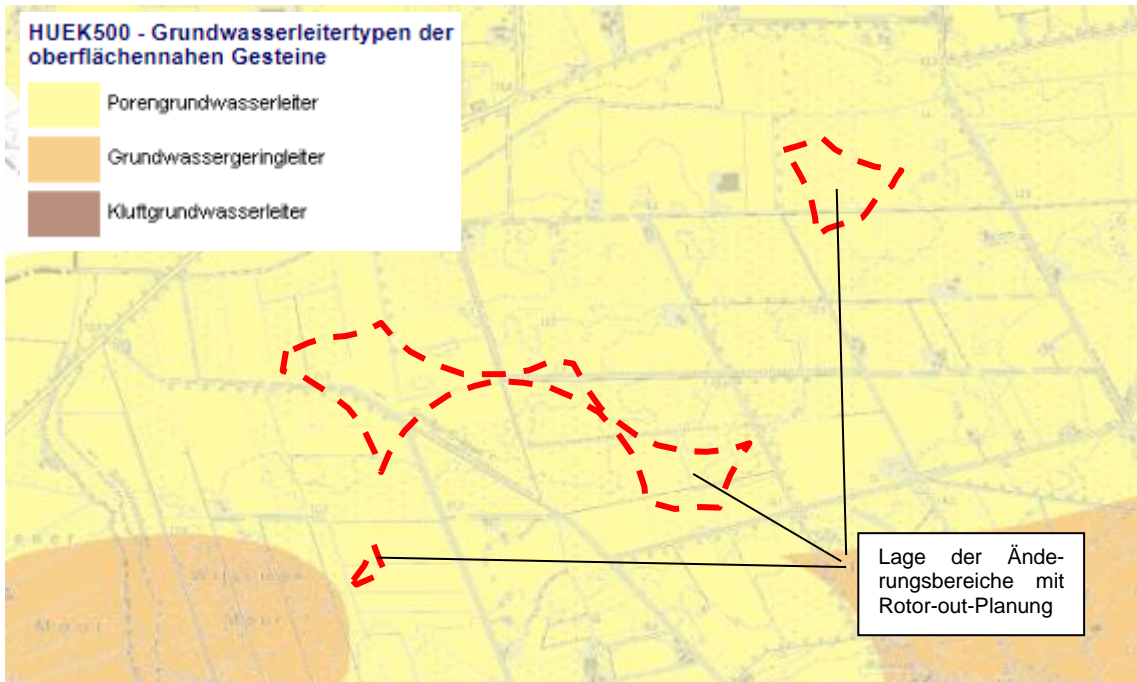 HUEK500 - Grundwasserleitertypen der
oberflächennahen Gesteine
Porengrundwasserleiter
Grundwassergeringleiter
Kluftgrundwasserleiter
Lage der Ände-
rungsbereiche mit
Rotor-out-Planung
Moor
Moor